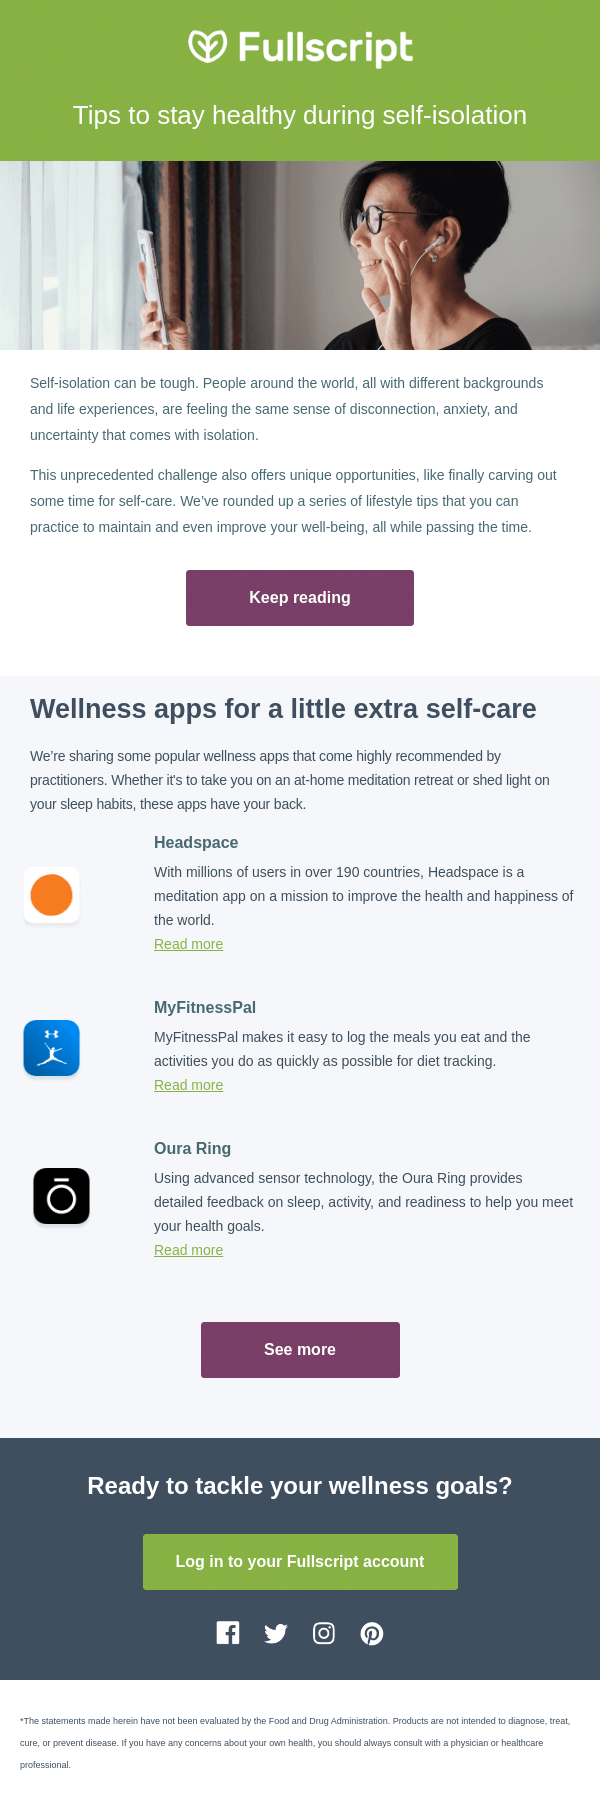 Fullscript
Tips to stay healthy during self-isolation
Self-isolation can be tough. People around the world, all with different backgrounds
and life experiences, are feeling the same sense of disconnection, anxiety, and
uncertainty that comes with isolation.
This unprecedented challenge also offers unique opportunities, like finally carving out
some time for self-care. We’ve rounded up a series of lifestyle tips that you can
practice to maintain and even improve your well-being, all while passing the time.
Keep reading
Wellness apps for a little extra self-care
We’re sharing some popular wellness apps that come highly recommended by
practitioners. Whether it's to take you on an at-home meditation retreat or shed light on
your sleep habits, these apps have your back.
Headspace
With millions of users in over 190 countries, Headspace is a
meditation app on a mission to improve the health and happiness of
the world.
Read more
MyFitnessPal
MyFitnessPal makes it easy to log the meals you eat and the
activities you do as quickly as possible for diet tracking.
Read more
Oura Ring
Using advanced sensor technology, the Oura Ring provides
detailed feedback on sleep, activity, and readiness to help you meet
your health goals.
Read more
See more
Ready to tackle your wellness goals?
Log in to your Fullscript account
*The statements made herein have not been evaluated by the Food and Drug Administration. Products are not intended to diagnose, treat,
cure, or prevent disease. If you have any concerns about your own health, you should always consult with a physician or healthcare
professional.